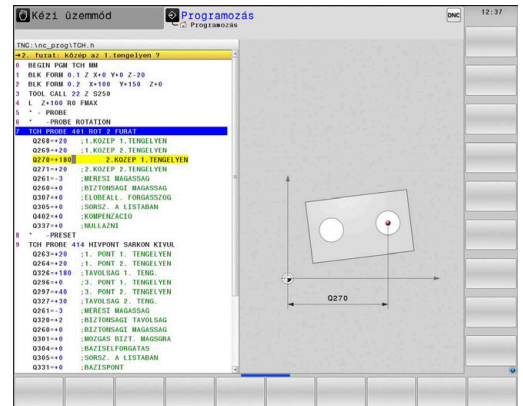 Kézi üzemmód
Programozás
Programozás
DNC
12:37
TNC:\nc_prog\TCH.h
→2. furat: közép az 1.tengelyen ?
0 BEGIN PGM TCH MM
1 BLK FORM 0.1 Z X+0 Y+0 Z-20
2 BLK FORM 0.2 X+100 Y+150 Z+0
3 TOOL CALL 22 Z S250
4 L Z+100 R0 FMAX
5 * - PROBE
6 * -PROBE ROTATION
7 TCH PROBE 401 ROT 2 FURAT
Q268=+20 ;1.KOZEP 1.TENGELYEN
Q269=+20 ;1.KOZEP 2.TENGELYEN
Q270=+180 2.KOZEP 1.TENGELYEN
Q271=+20 ;2.KOZEP 2.TENGELYEN
Q261=-3 ;MERESI MAGASSAG
Q260=+0 ;BIZTONSAGI MAGASSAG
Q307=+0 ;ELOBEALL. FORGASSZOG
Q305=+0 ;SORSZ. A LISTABAN
Q402=+0 ;KOMPENZACIO
Q337=+0 ;NULLAZNI
8 * -PRESET
9 TCH PROBE 414 HIVPONT SARKON KIVUL
Q263=+20 ;1. PONT 1. TENGELYEN
Q264=+20 ;1. PONT 2. TENGELYEN
Q326=+180 ;TAVOLSAG 1. TENG.
Q296=+0 ;3. PONT 1. TENGELYEN
Q297=+40 ;3. PONT 2. TENGELYEN
Q327=+30 ;TAVOLSAG 2. TENG.
Q261=-3 ;MERESI MAGASSAG
Q320=+2 ;BIZTONSAGI TAVOLSAG
Q260=+0 ;BIZTONSAGI MAGASSAG
Q301=+0 ;MOZGAS BIZT. MAGSGRA
Q304=+0 ;BAZISELFORGATAS
Q305=+0 ;SORSZ. A LISTABAN
Q331=+0 ;BAZISPONT
Q270